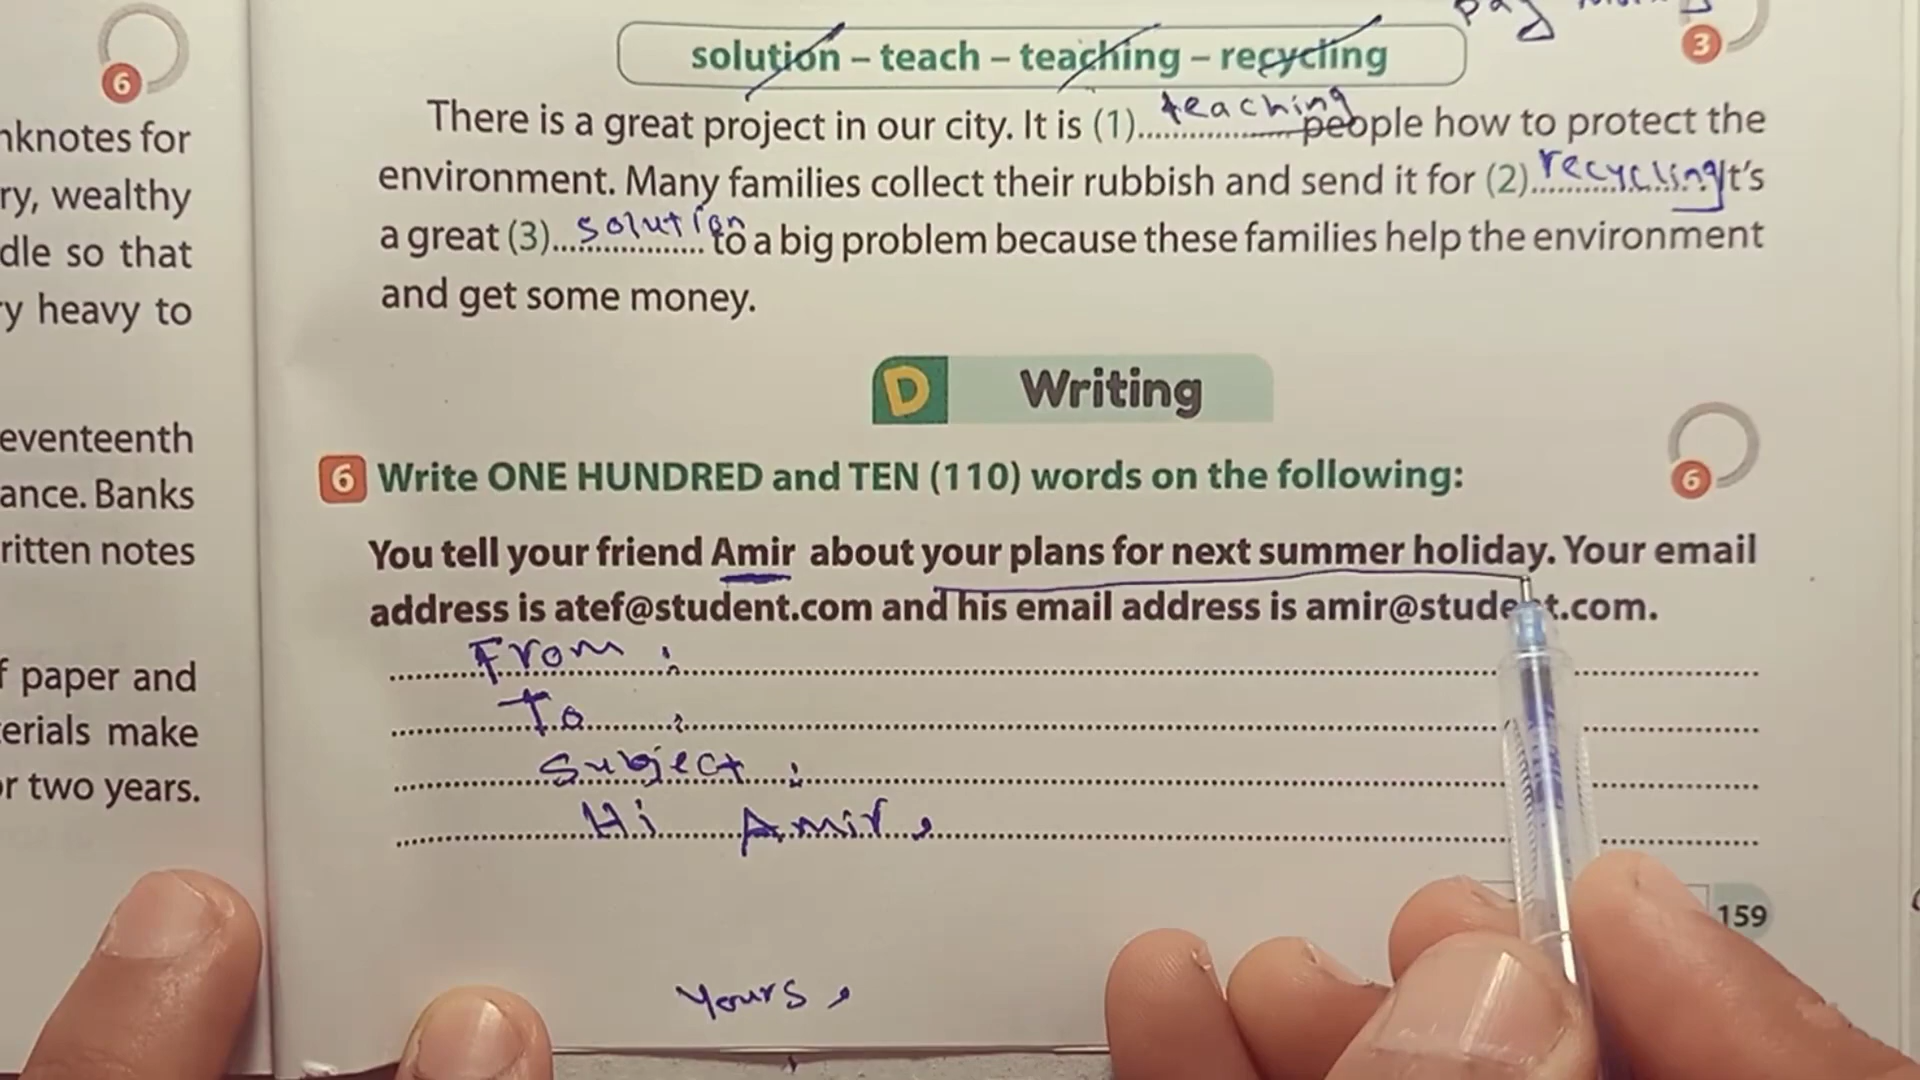 pay
6
3
solution – teach – teaching – recycling
nknotes for
ry, wealthy
dle so that
ry heavy to
eventeenth
ance. Banks
ritten notes
f paper and
terials make
or two years.
There is a great project in our city. It is (1) teaching people how to protect the
environment. Many families collect their rubbish and send it for (2) recycling It's
a great (3) solution to a big problem because these families help the environment
and get some money.
D Writing
6
6 Write ONE HUNDRED and TEN (110) words on the following:
You tell your friend Amir about your plans for next summer holiday. Your email
address is atef@student.com and his email address is amir@student.com.
From :
To :
Subject :
Hi Amir,
159
Yours,